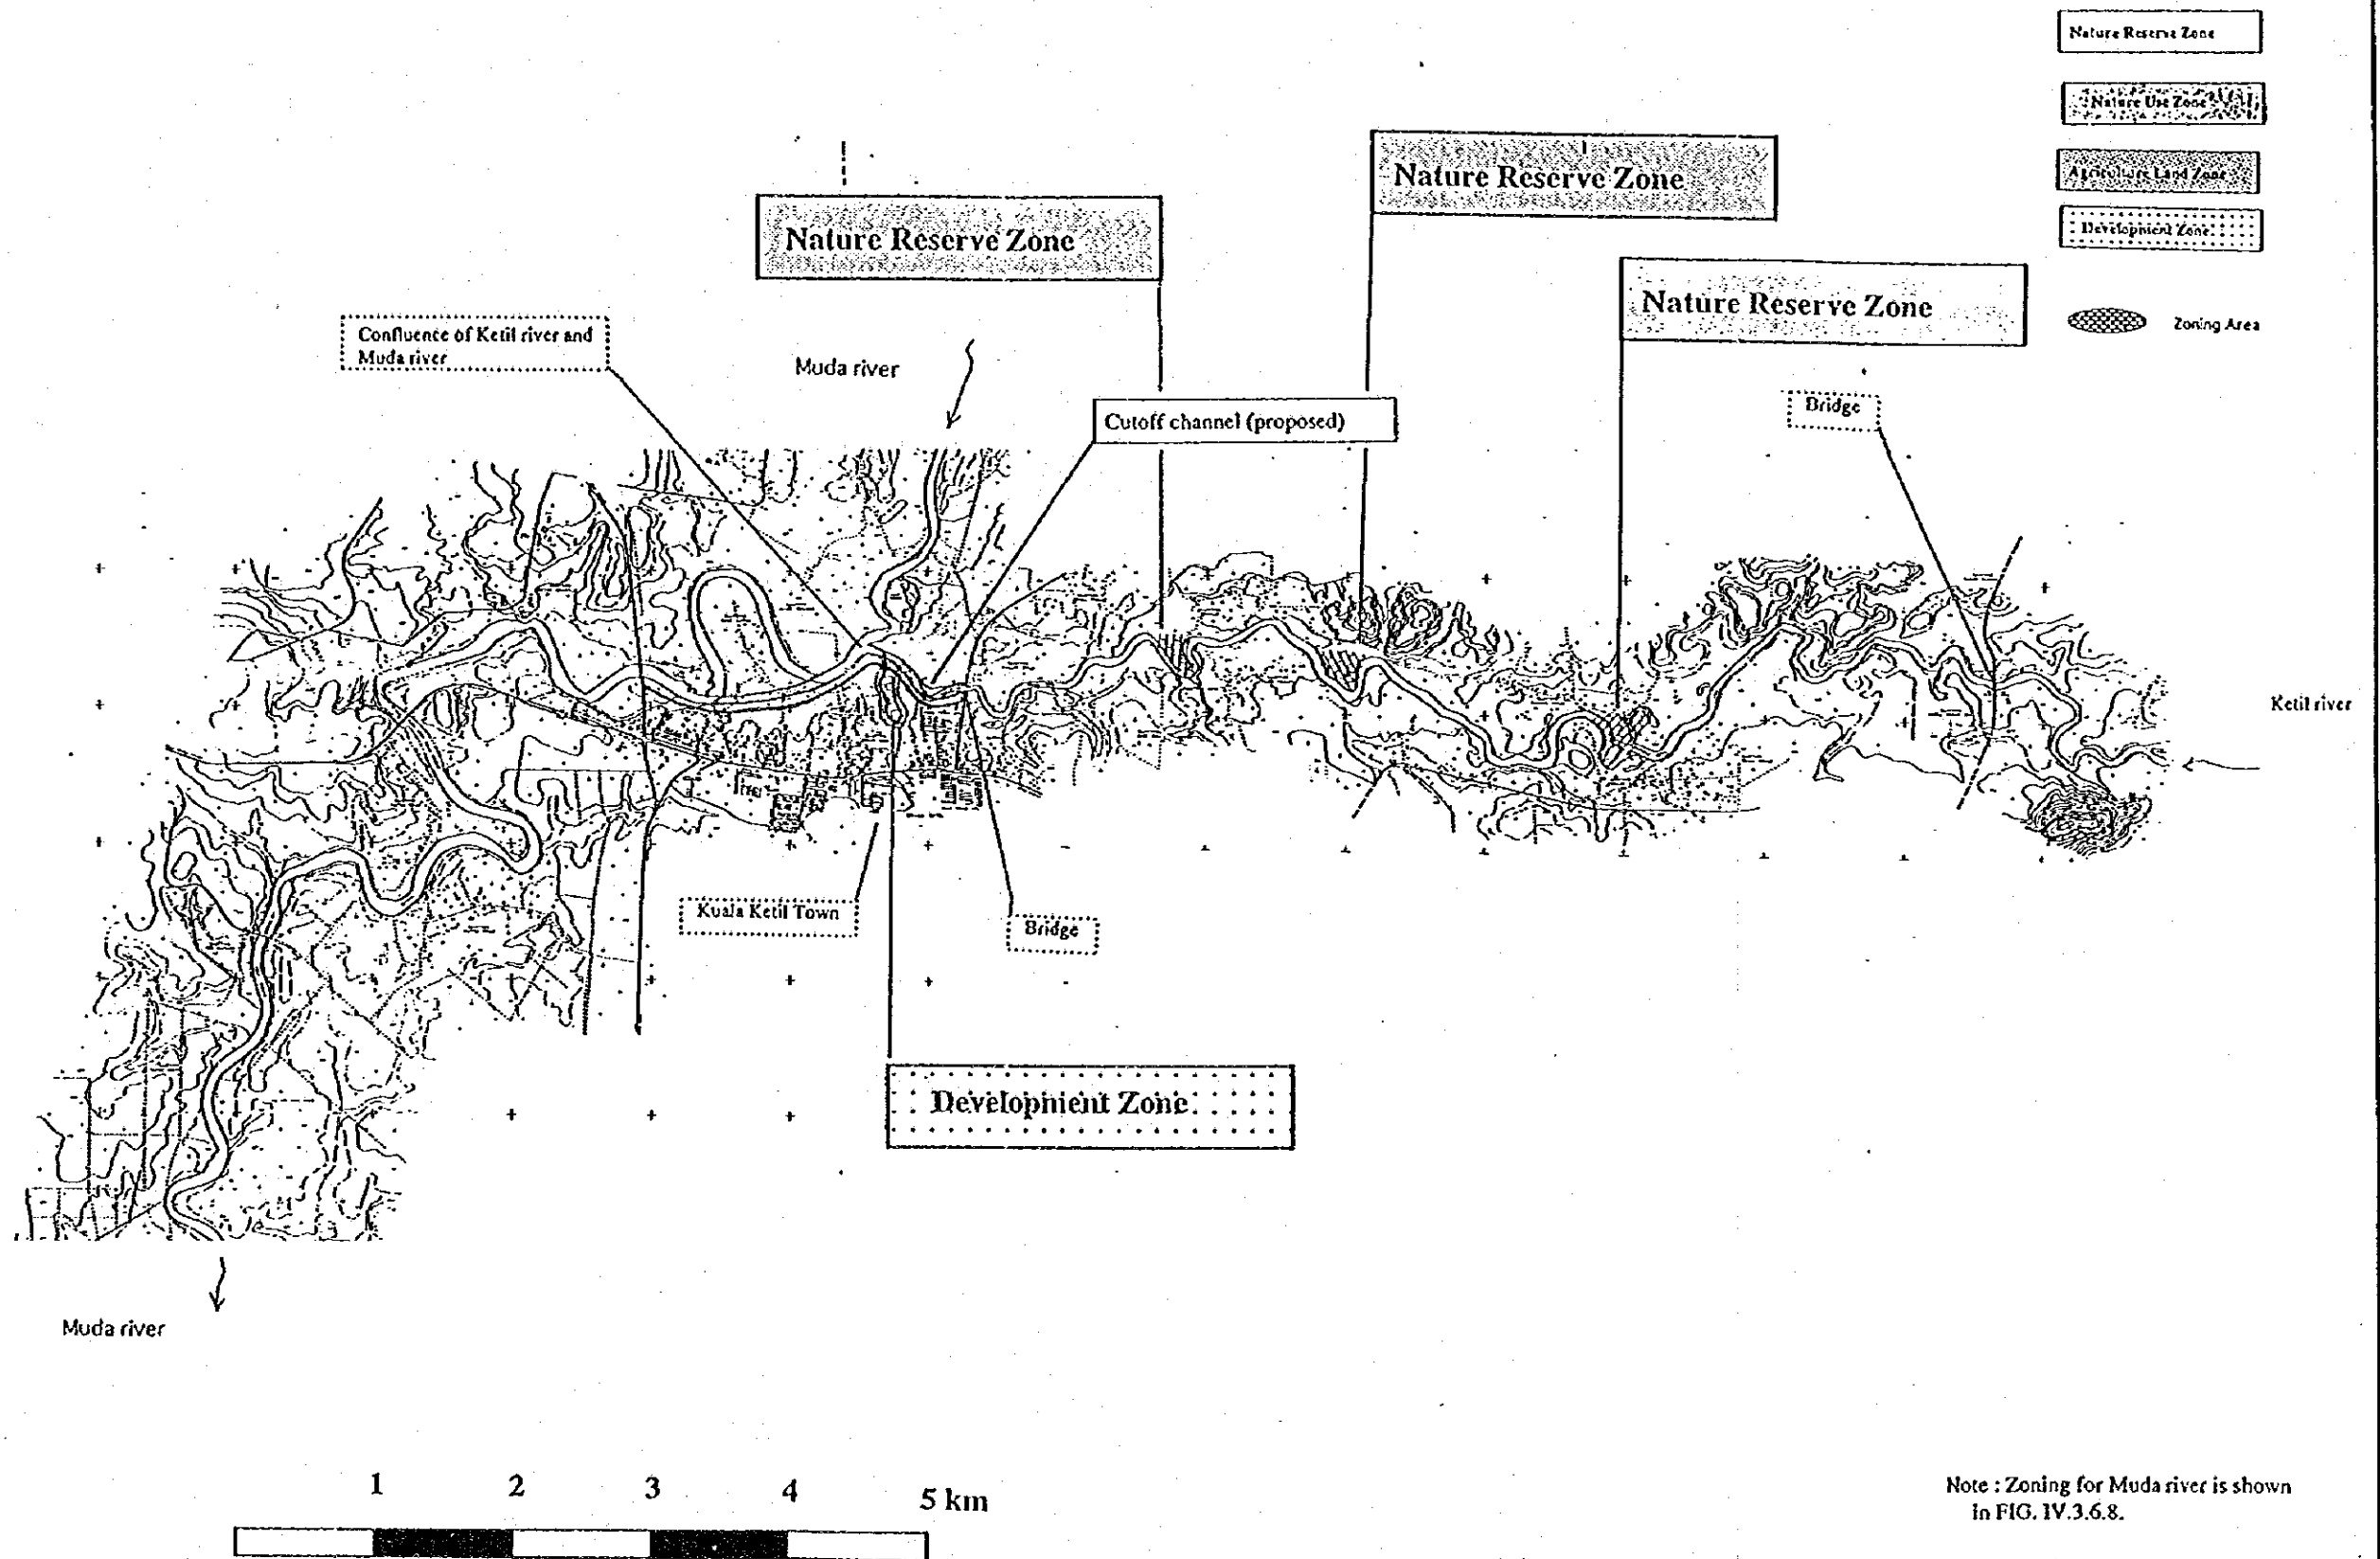 Nature Reserve Zone
Nature Use Zone
Agriculture Land Zone
Development Zone
Zoning Area
Nature Reserve Zone
Nature Reserve Zone
Nature Reserve Zone
Confluence of Ketil river and
Muda river
Muda river
Cutoff channel (proposed)
Bridge
Ketil river
Kuala Ketil Town
Bridge
Development Zone
Muda river
1 2 3 4 5 km
Note : Zoning for Muda river is shown
in FIG. IV.3.6.8.